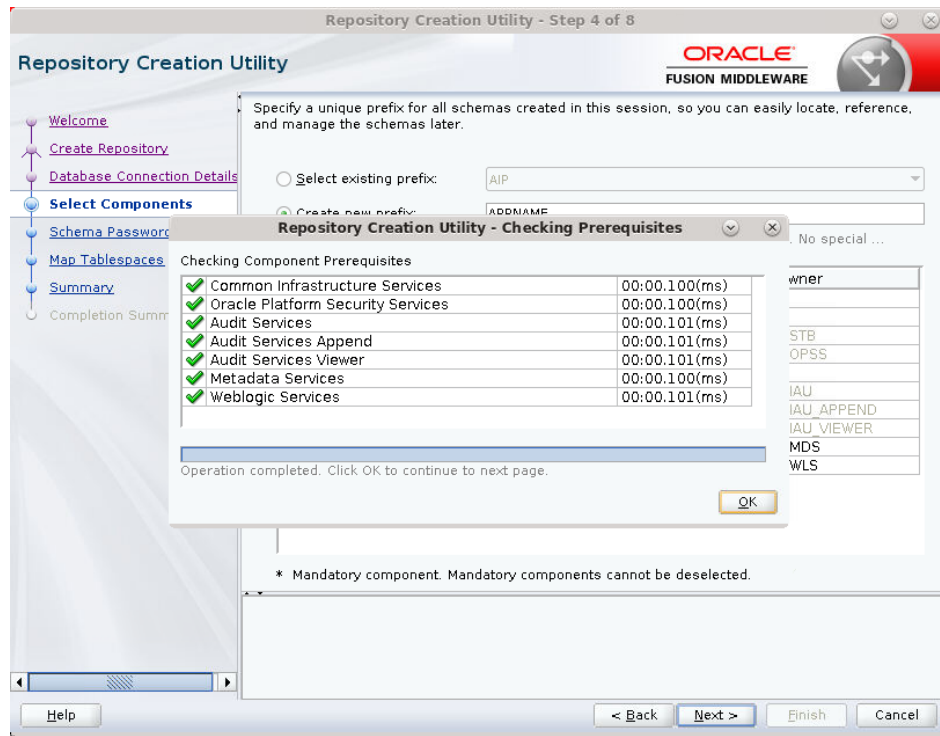 Repository Creation Utility - Step 4 of 8
Repository Creation Utility
ORACLE
FUSION MIDDLEWARE
Welcome
Create Repository
Database Connection Details
Select Components
Schema Password
Map Tablespaces
Summary
Completion Summ
Specify a unique prefix for all schemas created in this session, so you can easily locate, reference,
and manage the schemas later.
Select existing prefix:
AIP
Create new prefix:
APPNAME
. No special ...
wner
STB
OPSS
IAU
IAU_APPEND
IAU_VIEWER
MDS
WLS
Repository Creation Utility - Checking Prerequisites
Checking Component Prerequisites
Common Infrastructure Services 00:00.100(ms)
Oracle Platform Security Services 00:00.100(ms)
Audit Services 00:00.101(ms)
Audit Services Append 00:00.101(ms)
Audit Services Viewer 00:00.101(ms)
Metadata Services 00:00.100(ms)
Weblogic Services 00:00.101(ms)
Operation completed. Click OK to continue to next page.
OK
* Mandatory component. Mandatory components cannot be deselected.
Help
< Back
Next >
Finish
Cancel